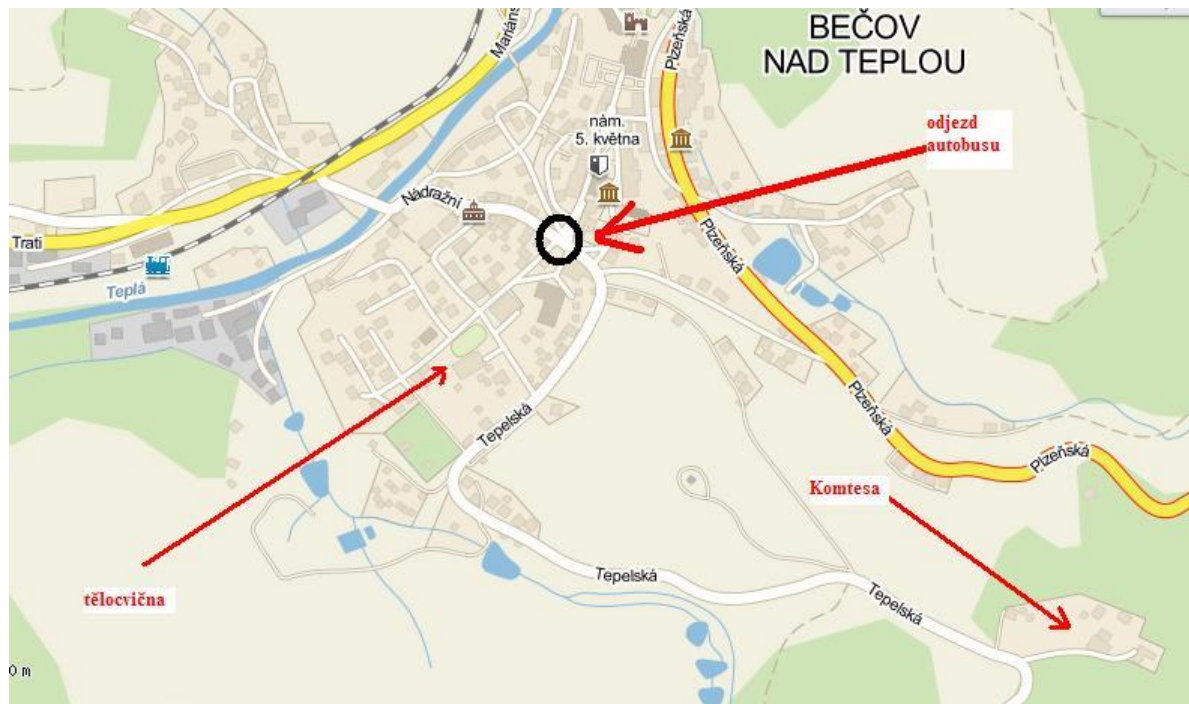 BEČOV
NAD TEPLOU
Mariáns
Plzeňská
nám.
5. května
odjezd
autobusu
Nádražní
Trati
Plzeňská
Teplá
Plzeňská
Tepelská
Plzeňská
Komtesa
Tepelská
tělocvična
Tepelská
0 m